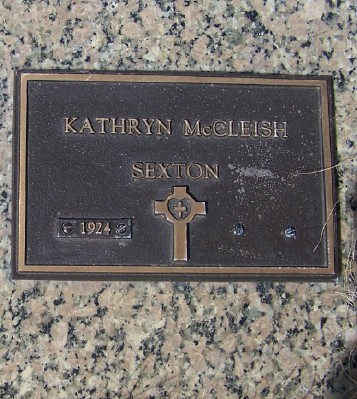 KATHRYN McCLEISH
SEXTON
1924